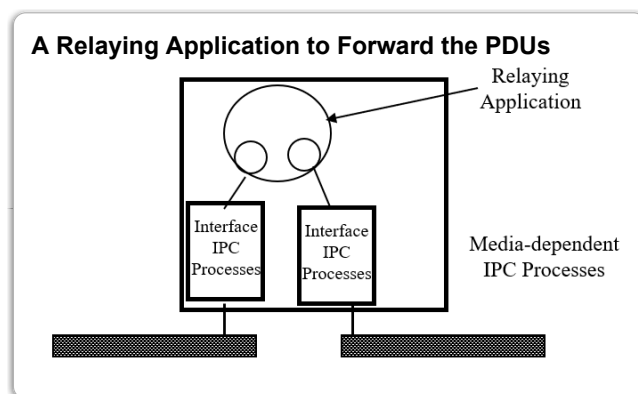 A Relaying Application to Forward the PDUs
Relaying
Application
Interface
IPC
Processes
Interface
IPC
Processes
Media-dependent
IPC Processes